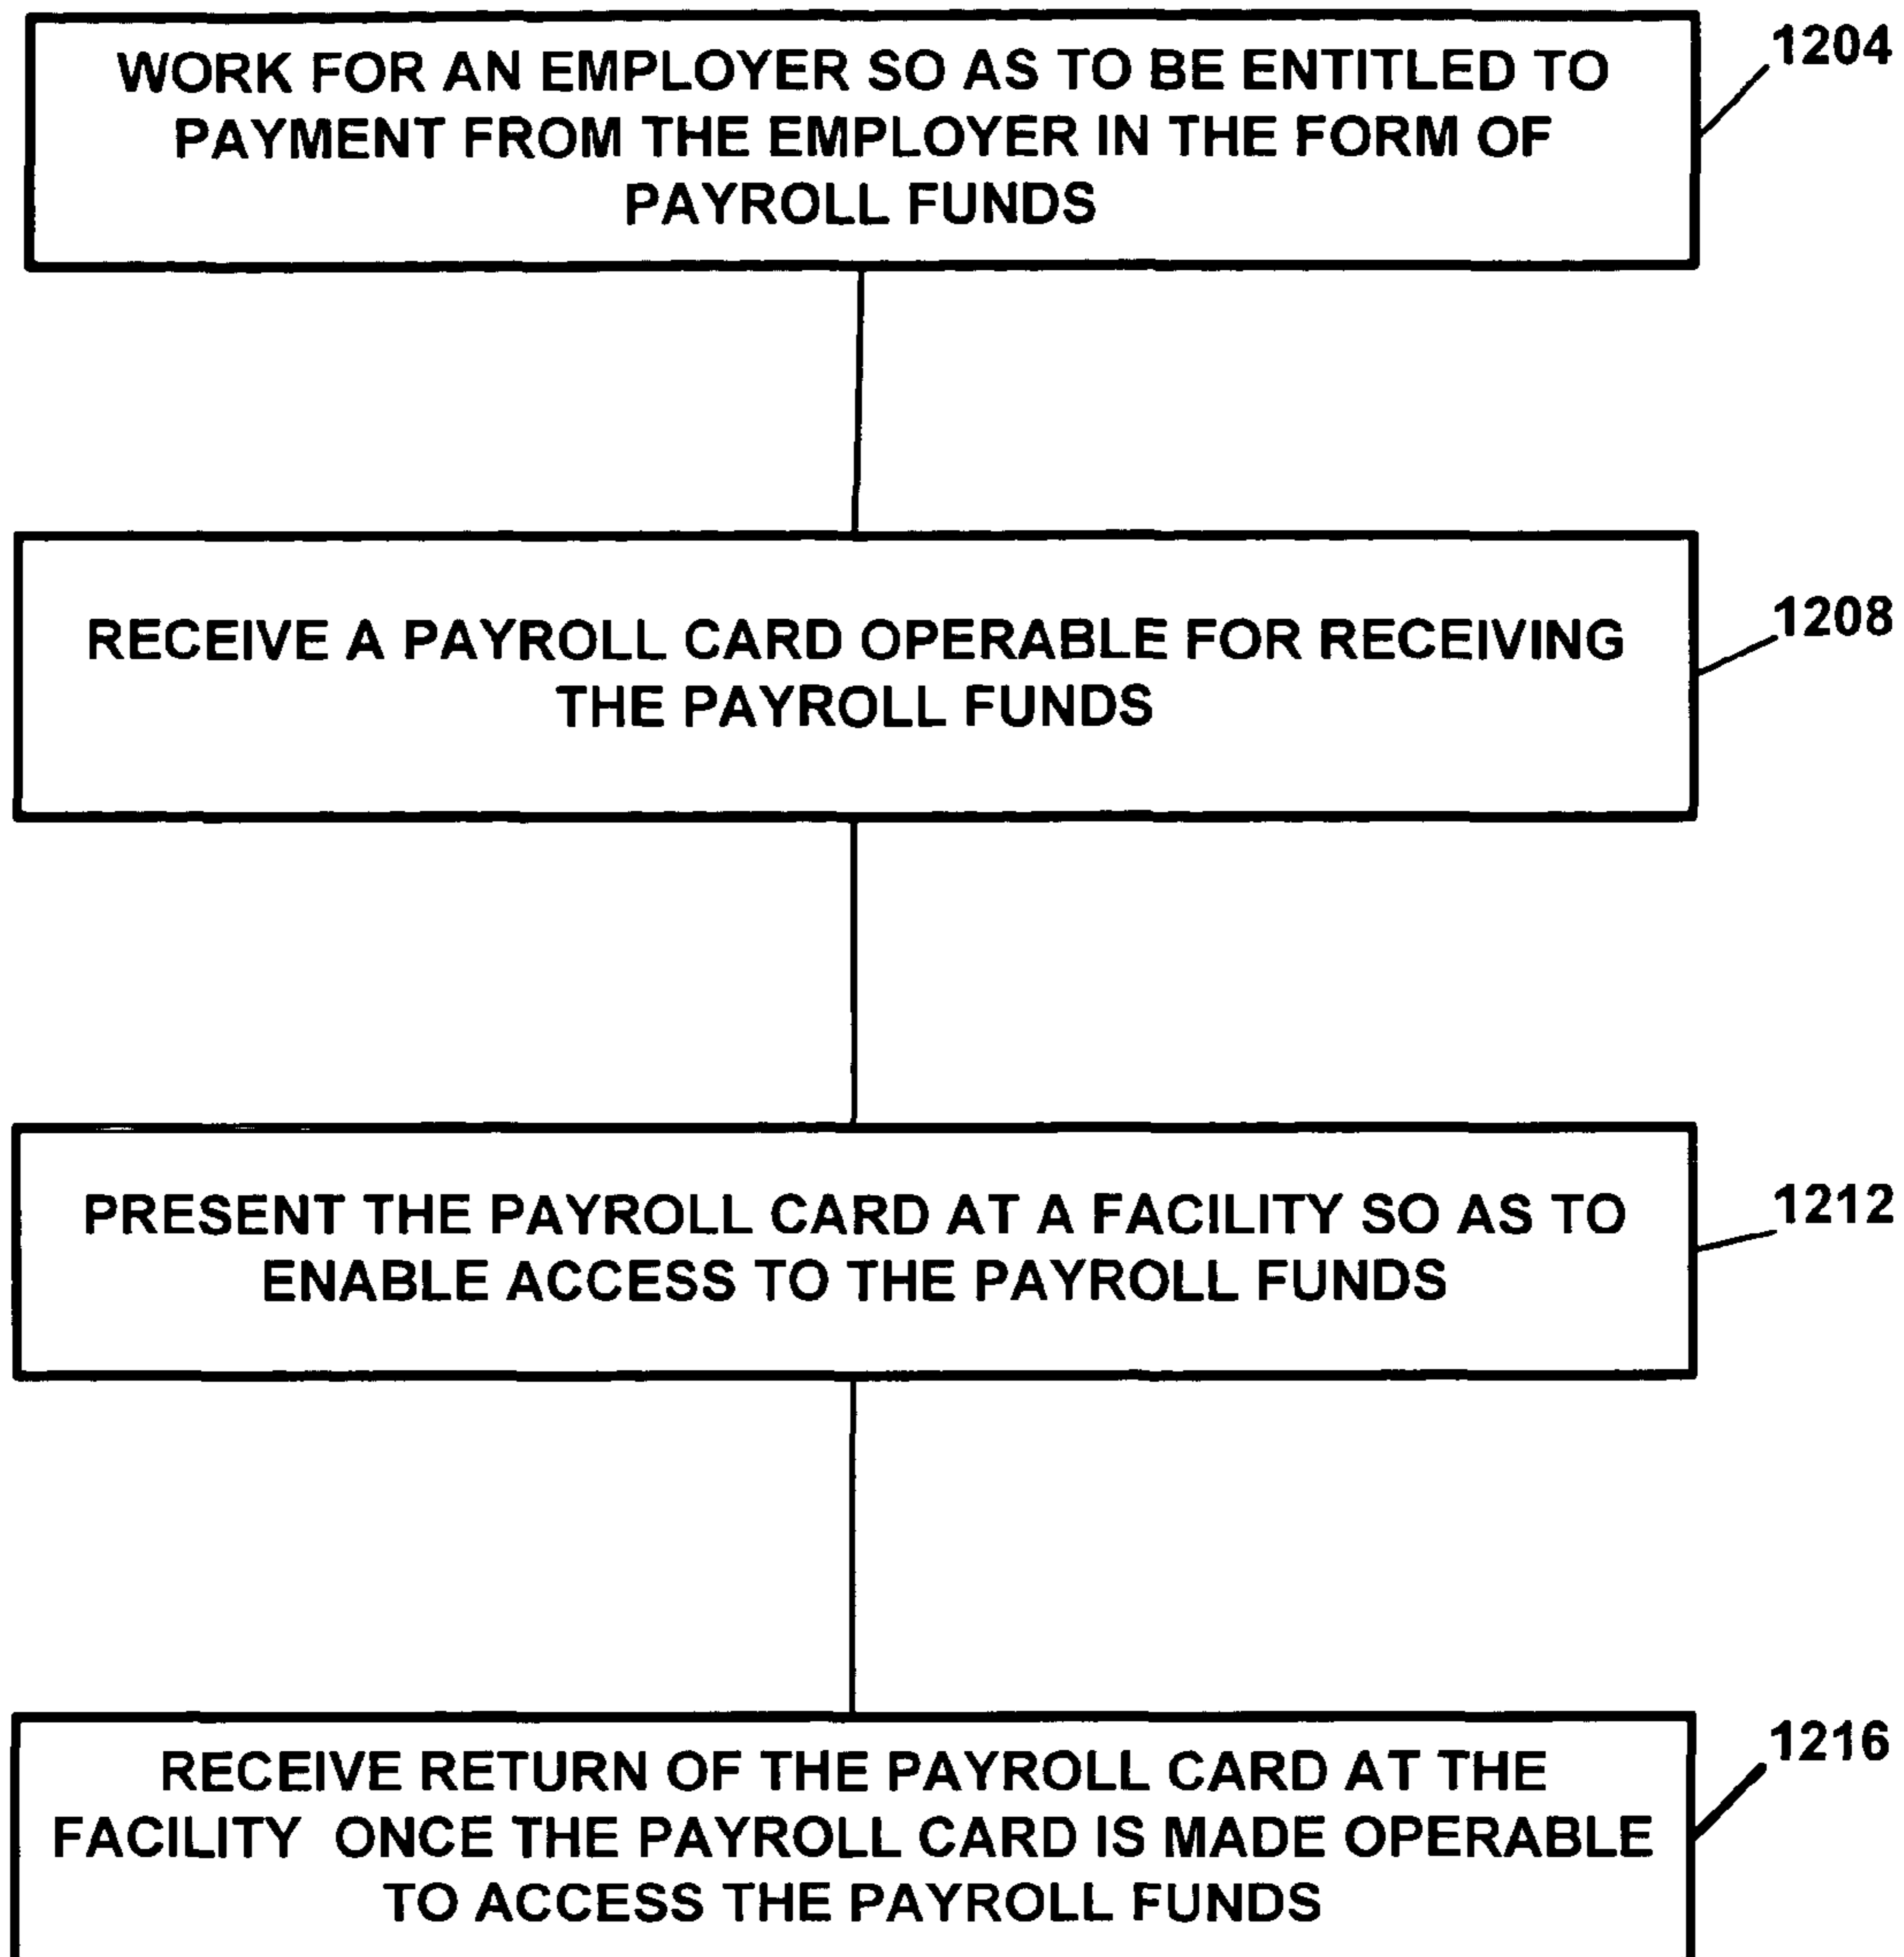 WORK FOR AN EMPLOYER SO AS TO BE ENTITLED TO
PAYMENT FROM THE EMPLOYER IN THE FORM OF
PAYROLL FUNDS
1204
RECEIVE A PAYROLL CARD OPERABLE FOR RECEIVING
THE PAYROLL FUNDS
1208
PRESENT THE PAYROLL CARD AT A FACILITY SO AS TO
ENABLE ACCESS TO THE PAYROLL FUNDS
1212
RECEIVE RETURN OF THE PAYROLL CARD AT THE
FACILITY ONCE THE PAYROLL CARD IS MADE OPERABLE
TO ACCESS THE PAYROLL FUNDS
1216